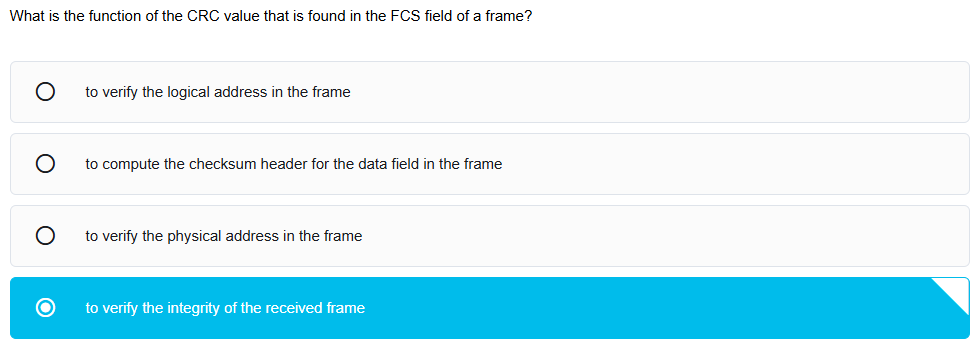 What is the function of the CRC value that is found in the FCS field of a frame?
to verify the logical address in the frame
to compute the checksum header for the data field in the frame
to verify the physical address in the frame
to verify the integrity of the received frame